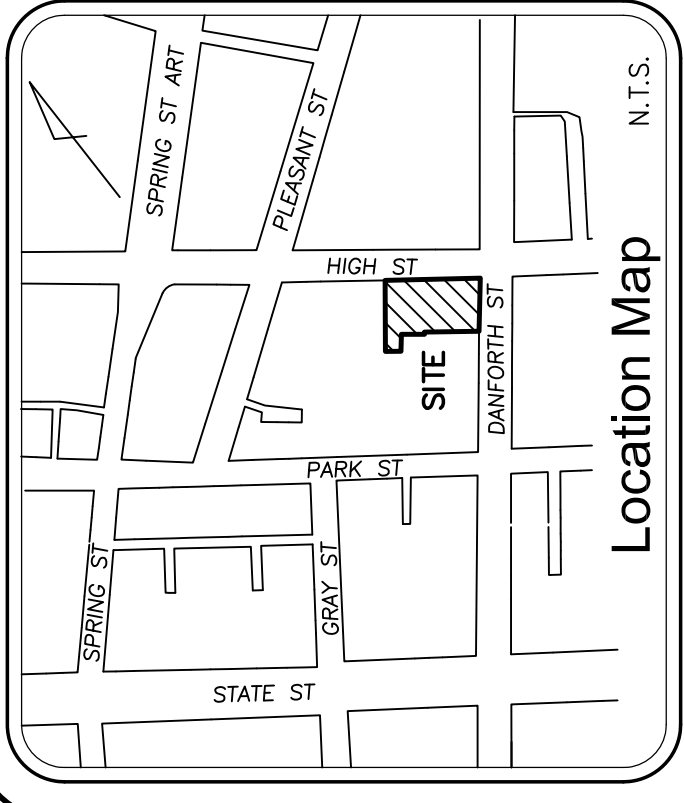 SPRING ST ART
PLEASANT ST
HIGH ST
DANFORTH ST
SITE
PARK ST
SPRING ST
GRAY ST
STATE ST
Location Map
N.T.S.